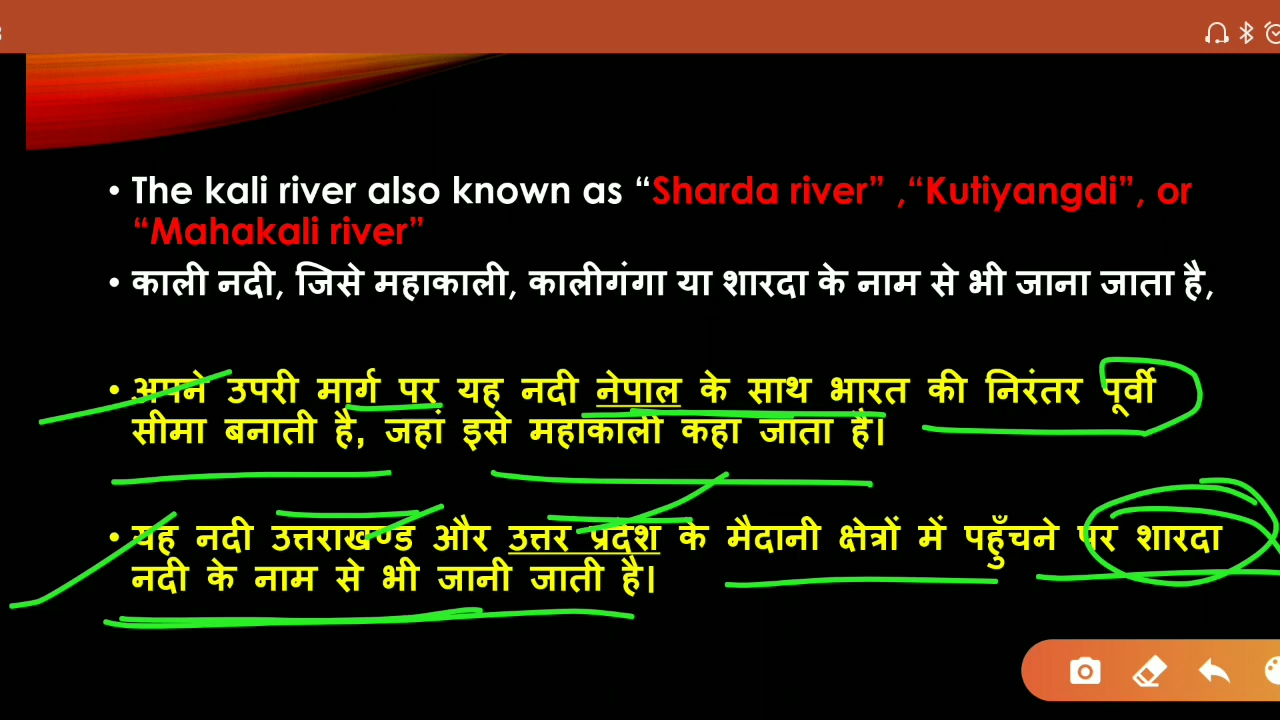 • The kali river also known as “Sharda river” ,“Kutiyangdi”, or
“Mahakali river”
• काली नदी, जिसे महाकाली, कालीगंगा या शारदा के नाम से भी जाना जाता है,
• अपने उपरी मार्ग पर यह नदी नेपाल के साथ भारत की निरंतर पूर्वी
सीमा बनाती है, जहां इसे महाकाली कहा जाता है।
• यह नदी उत्तराखण्ड और उत्तर प्रदेश के मैदानी क्षेत्रों में पहुँचने पर शारदा
नदी के नाम से भी जानी जाती है।